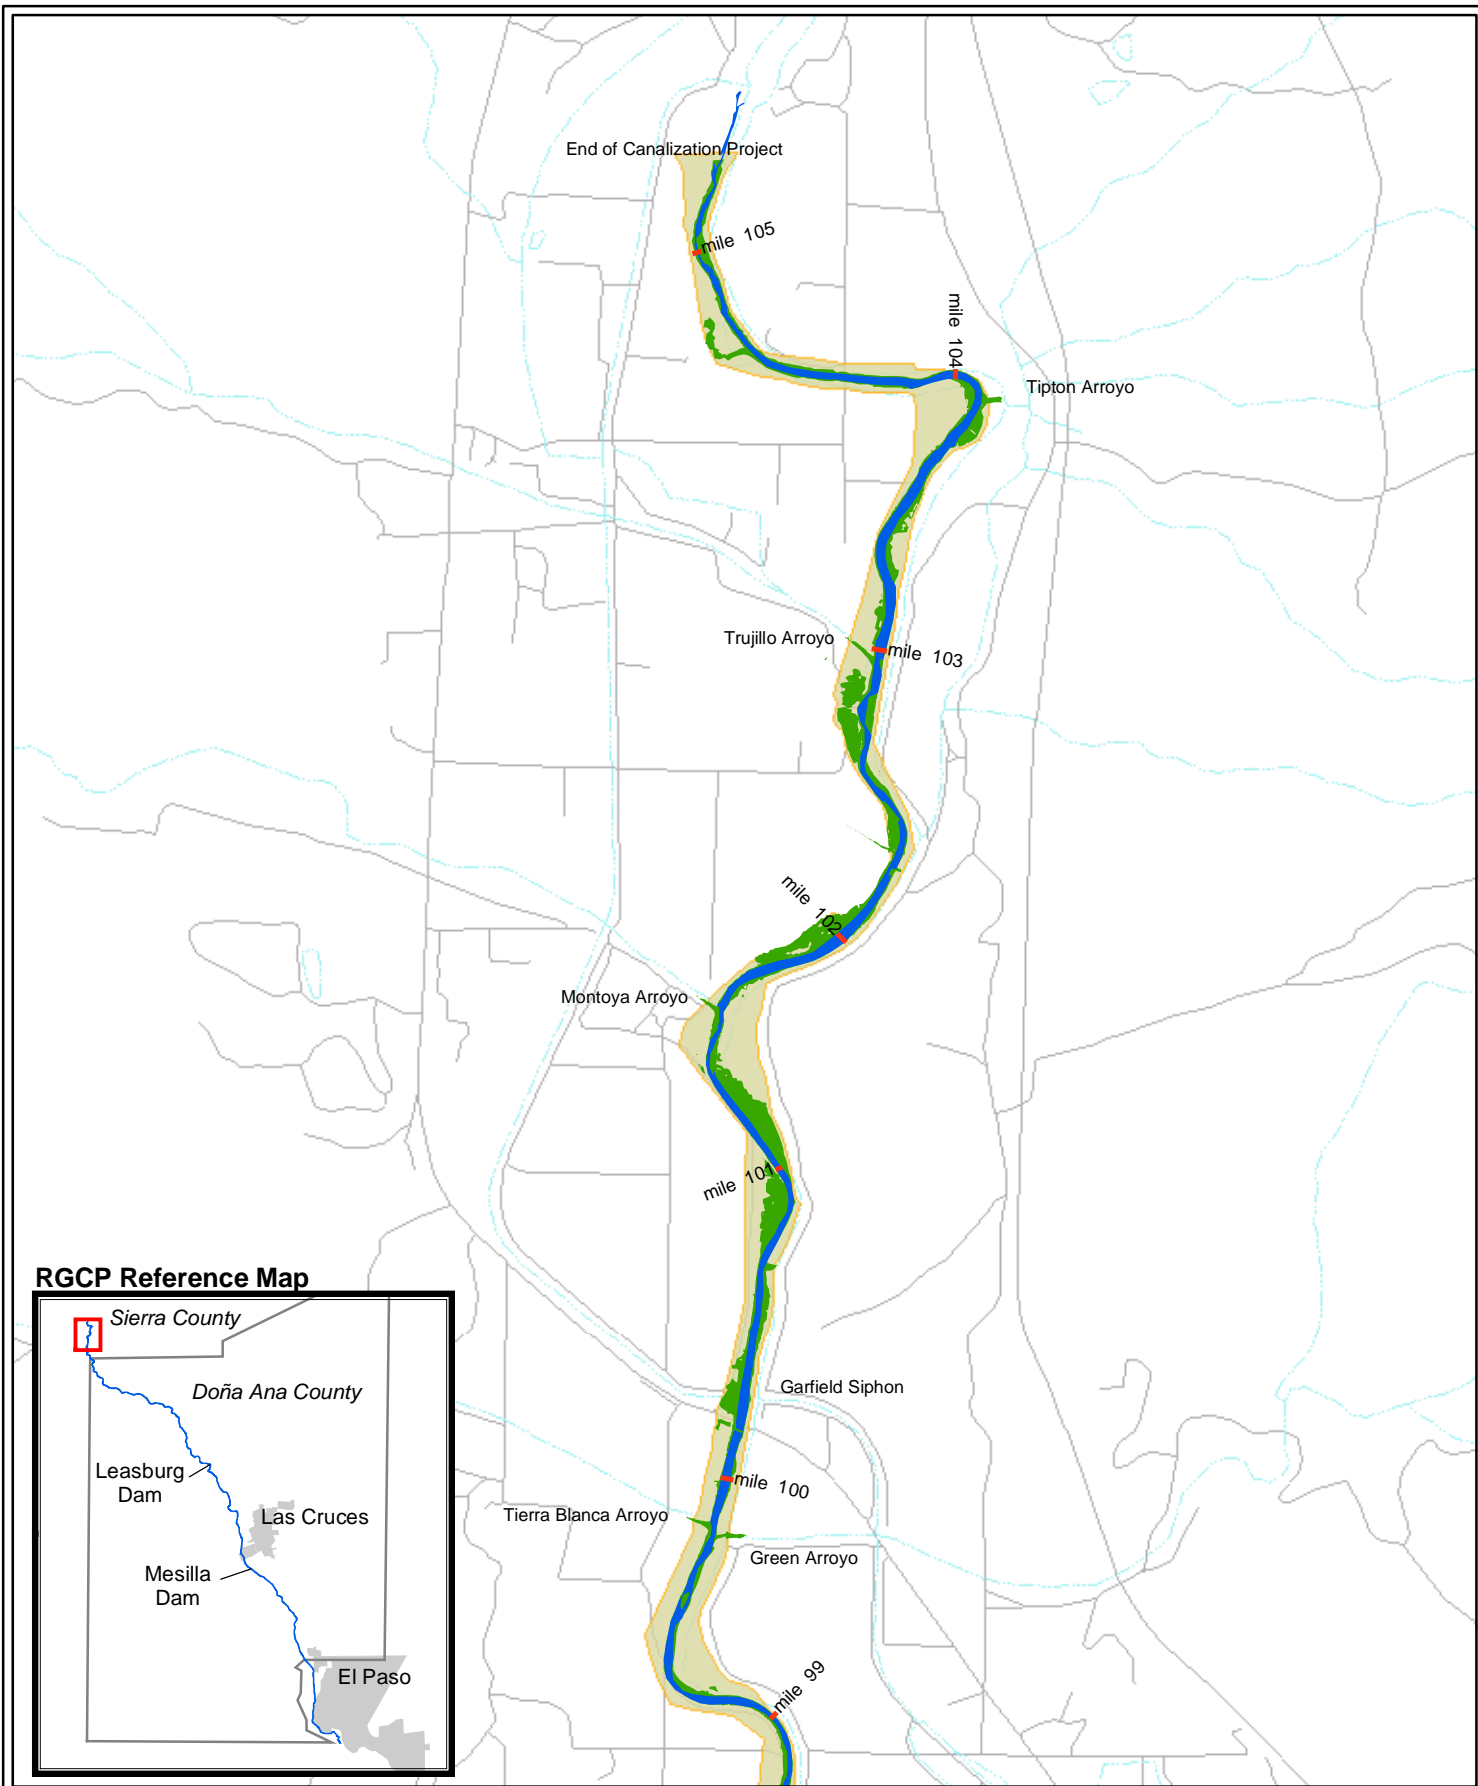 End of Canalization Project
mile 105
mile 104
Tipton Arroyo
Trujillo Arroyo
mile 103
mile 102
Montoya Arroyo
mile 101
RGCP Reference Map
Sierra County
Doña Ana County
Leasburg
Dam
Las Cruces
Mesilla
Dam
El Paso
Garfield Siphon
mile 100
Tierra Blanca Arroyo
Green Arroyo
mile 99